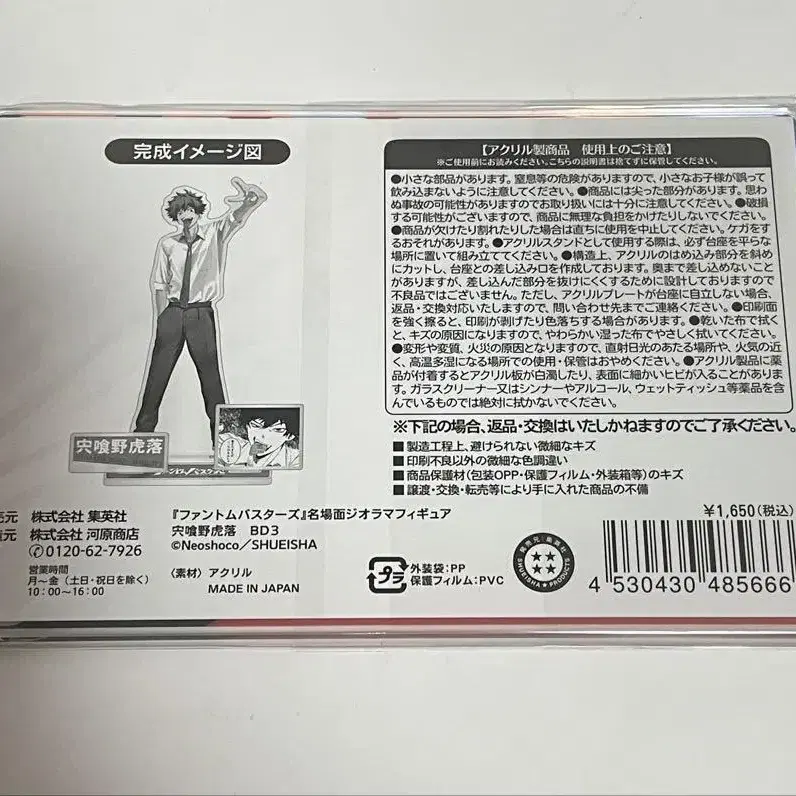 完成イメージ図
宍喰野虎落
【アクリル製商品 使用上のご注意】
※ご使用前にお読みください。こちらの説明書は捨てずに保管してください。
●小さな部品があります。窒息等の危険がありますので、小さなお子様が誤って
飲み込まないように注意してください。●商品には尖った部分があります。思わ
ぬ事故の可能性がありますのでお取り扱いには十分に注意してください。●破損
する可能性がございますので、商品に無理な負担をかけたりしないでください。
●商品が欠けたり割れたりした場合は直ちに使用を中止してください。ケガをす
るおそれがあります。●アクリルスタンドとして使用する際は、必ず台座を平らな
場所に置いて組み立ててください。●構造上、アクリルのはめ込み部分を斜め
にカットし、台座との差し込み口を作成しております。奥まで差し込めないこと
がありますが、差し込んだ部分を抜けにくくするために設計しておりますので
不良品ではございません。ただし、アクリルプレートが台座に自立しない場合、
返品・交換対応いたしますので、問い合わせ先までご連絡ください。●印刷面
を強く擦ると、印刷が剥げたり色落ちする場合があります。●乾いた布で拭く
と、キズの原因になりますので、やわらかい湿った布でやさしく拭いてください。
●変形や変質、火災の原因となりますので、直射日光のあたる場所や、火気の近
く、高温多湿になる場所での使用・保管はおやめください。●アクリル製品に薬
品が付着するとアクリル板が白濁したり、表面に細かいヒビが入ることがあります。
ガラスクリーナー又はシンナーやアルコール、ウェットティッシュ等薬品を含
んでいるものでは絶対に拭かないでください。
※下記の場合、返品・交換はいたしかねますのでご了承ください。
■製造工程上、避けられない微細なキズ
■印刷不良以外の微細な色調違い
■商品保護材(包装OPP・保護フィルム・外装箱等)のキズ
■譲渡・交換・転売等により手に入れた商品の不備
売元 株式会社 集英社
造元 株式会社 河原商店
0120-62-7926
営業時間
月~金(土日・祝日を除く)
10:00~16:00
『ファントムバスターズ』名場面ジオラマフィギュア
宍喰野虎落 BD3
©Neoshoco/SHUEISHA
〈素材〉アクリル
MADE IN JAPAN
プラ
外装袋:PP
保護フィルム:PVC
発売元/集英社
SHUEISHA PRODUCTS
¥1,650(税込)
4 530430 485666